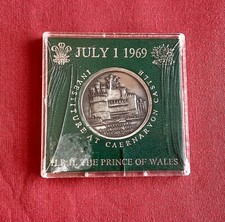 JULY 1 1969
INVESTITURE AT CAERNARVON CASTLE
H.R.H. THE PRINCE OF WALES